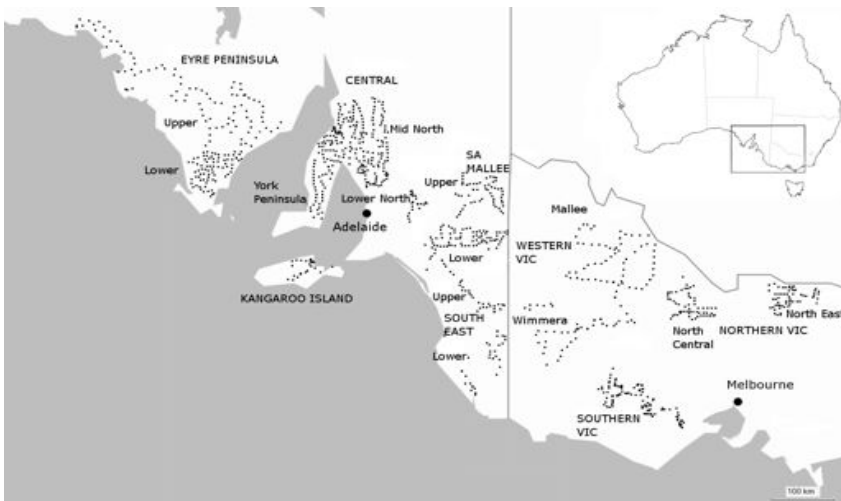 EYRE PENINSULA
CENTRAL
Upper
Mid North
Lower
SA
MALLEE
Upper
York
Peninsula
Lower North
Adelaide
Mallee
WESTERN
VIC
Lower
KANGAROO ISLAND
Upper
SOUTH
EAST
Wimmera
North East
North
Central
NORTHERN VIC
Lower
Melbourne
SOUTHERN
VIC
100 km